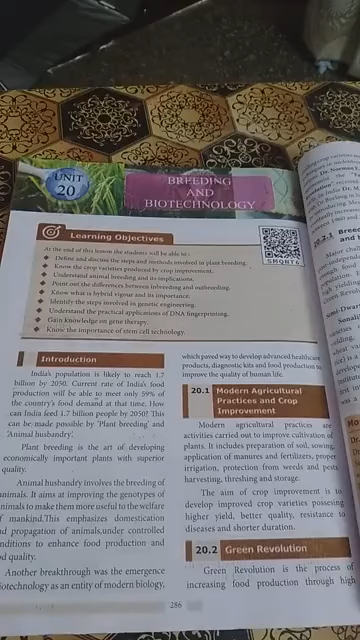 UNIT
20
BREEDING
AND
BIOTECHNOLOGY
Learning Objectives
At the end of this lesson the students will be able to :
Define and discuss the steps and methods involved in plant breeding.
Know the crop varieties produced by crop improvement.
Understand animal breeding and its implications.
Point out the differences between inbreeding and outbreeding.
Know what is hybrid vigour and its importance.
Identify the steps involved in genetic engineering.
Understand the practical applications of DNA fingerprinting.
Gain knowledge on gene therapy.
Know the importance of stem cell technology.
Introduction
India's population is likely to reach 1.7
billion by 2050. Current rate of India's food
production will be able to meet only 59% of
the country's food demand at that time. How
can India feed 1.7 billion people by 2050? This
can be made possible by 'Plant breeding' and
'Animal husbandry'.
Plant breeding is the art of developing
economically important plants with superior
quality.
Animal husbandry involves the breeding of
animals. It aims at improving the genotypes of
animals to make them more useful to the welfare
of mankind.This emphasizes domestication
propagation of animals,under controlled
conditions to enhance food production and
quality.
Another breakthrough was the emergence
biotechnology as an entity of modern biology,
which paved way to develop advanced healthcare
products, diagnostic kits and food production to
improve the quality of human life.
20.1 Modern Agricultural
Practices and Crop
Improvement
Modern agricultural practices are
activities carried out to improve cultivation of
plants. It includes preparation of soil, sowing,
application of manures and fertilizers, proper
irrigation, protection from weeds and pests
harvesting, threshing and storage.
The aim of crop improvement is to
develop improved crop varieties possesing
higher yield, better quality, resistance to
diseases and shorter duration.
20.2 Green Revolution
Green Revolution is the process of
increasing food production through high
286
20.2.1